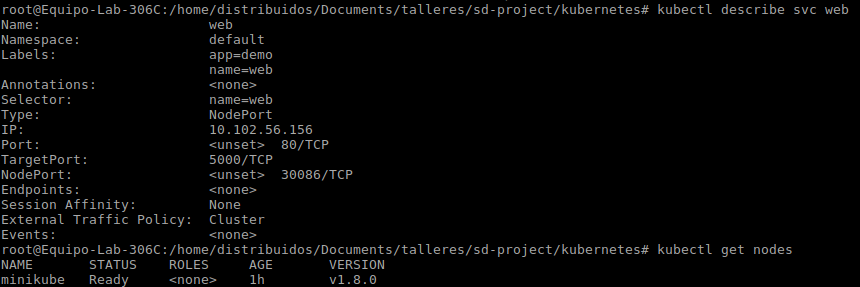 root@Equipo-Lab-306C:/home/distribuidos/Documents/talleres/sd-project/kubernetes# kubectl describe svc web
Name:                     web
Namespace:                default
Labels:                   app=demo
                          name=web
Annotations:              <none>
Selector:                 name=web
Type:                     NodePort
IP:                       10.102.56.156
Port:                     <unset>  80/TCP
TargetPort:               5000/TCP
NodePort:                 <unset>  30086/TCP
Endpoints:                <none>
Session Affinity:         None
External Traffic Policy:  Cluster
Events:                   <none>
root@Equipo-Lab-306C:/home/distribuidos/Documents/talleres/sd-project/kubernetes# kubectl get nodes
NAME       STATUS    ROLES     AGE       VERSION
minikube   Ready     <none>    1h        v1.8.0